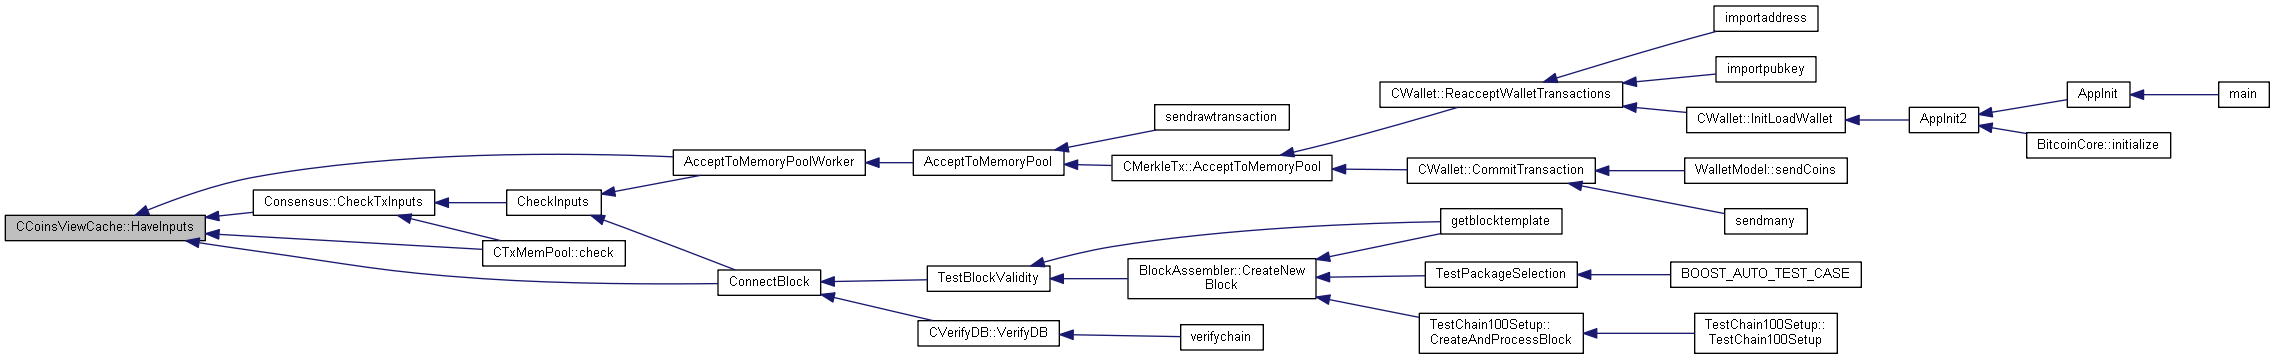 importaddress
importpubkey
CWallet::ReacceptWalletTransactions
AppInit
main
sendrawtransaction
CWallet::InitLoadWallet
AppInit2
BitcoinCore::initialize
AcceptToMemoryPoolWorker
AcceptToMemoryPool
CMerkleTx::AcceptToMemoryPool
CWallet::CommitTransaction
WalletModel::sendCoins
Consensus::CheckTxInputs
CheckInputs
sendmany
CCoinsViewCache::HaveInputs
getblocktemplate
CTxMemPool::check
ConnectBlock
TestBlockValidity
BlockAssembler::CreateNew
Block
TestPackageSelection
BOOST_AUTO_TEST_CASE
CVerifyDB::VerifyDB
verifychain
TestChain100Setup::
CreateAndProcessBlock
TestChain100Setup::
TestChain100Setup